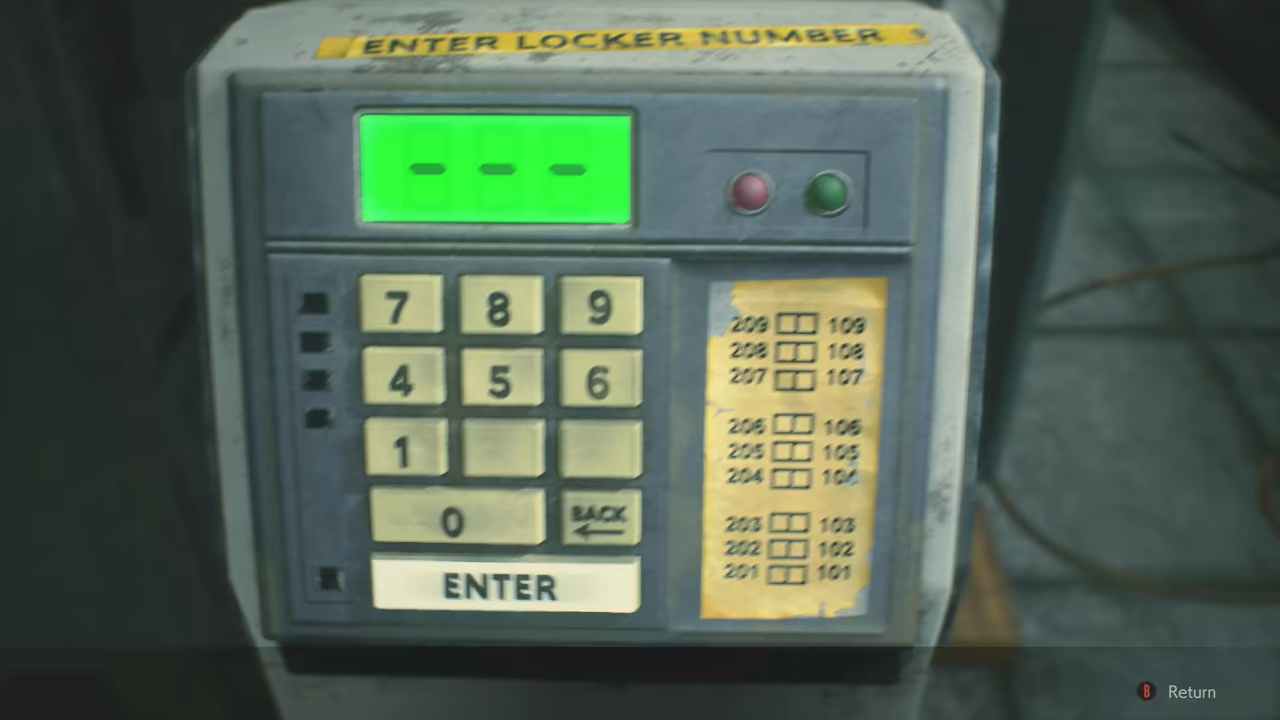 ENTER LOCKER NUMBER
- - -
7 8 9
4 5 6
1
0 BACK
ENTER
209 109
208 108
207 107
206 106
205 105
204 104
203 103
202 102
201 101
B Return